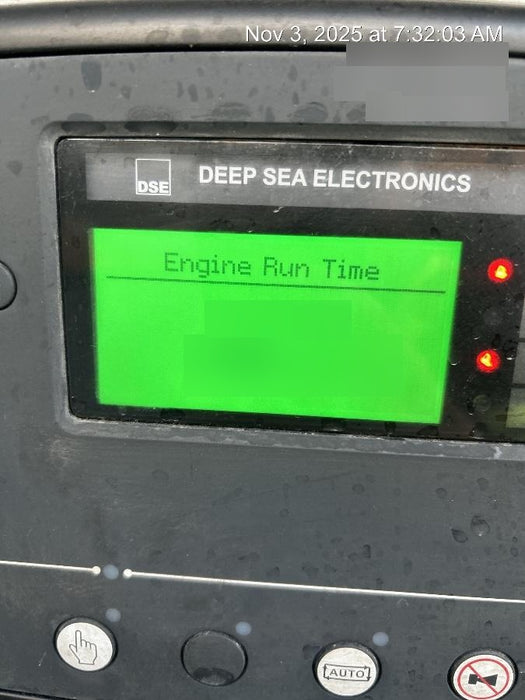 Nov 3, 2025 at 7:32:03 AM
DSE
DEEP SEA ELECTRONICS
Engine Run Time
AUTO